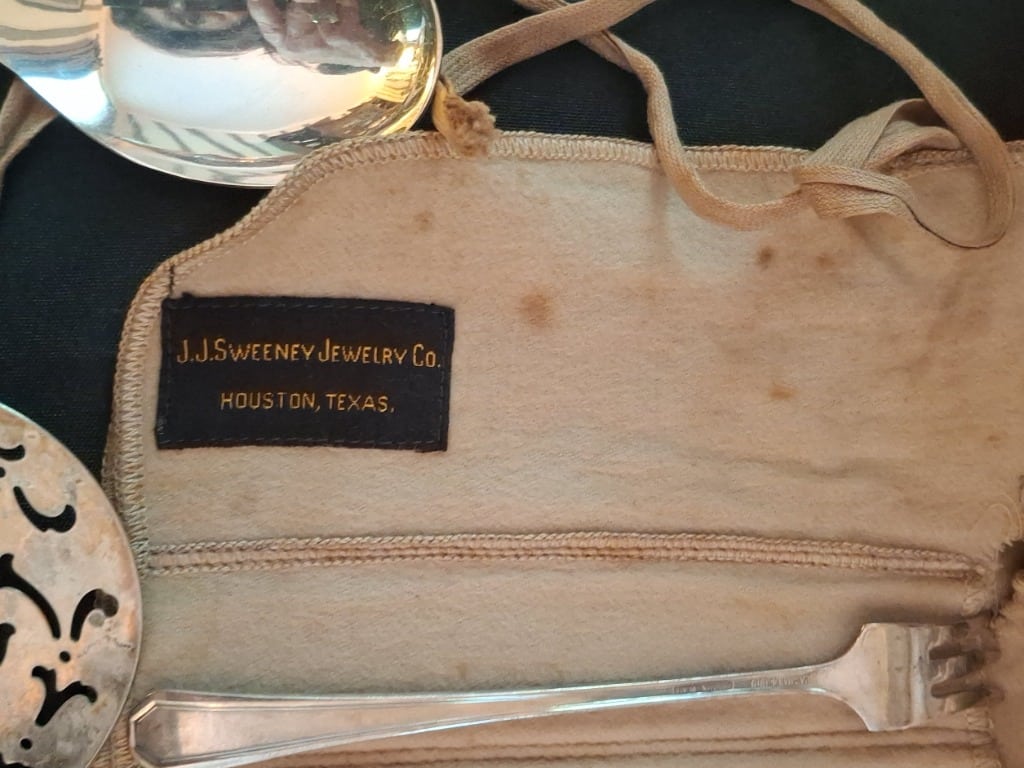 J.J. SWEENEY JEWELRY CO.
HOUSTON, TEXAS.